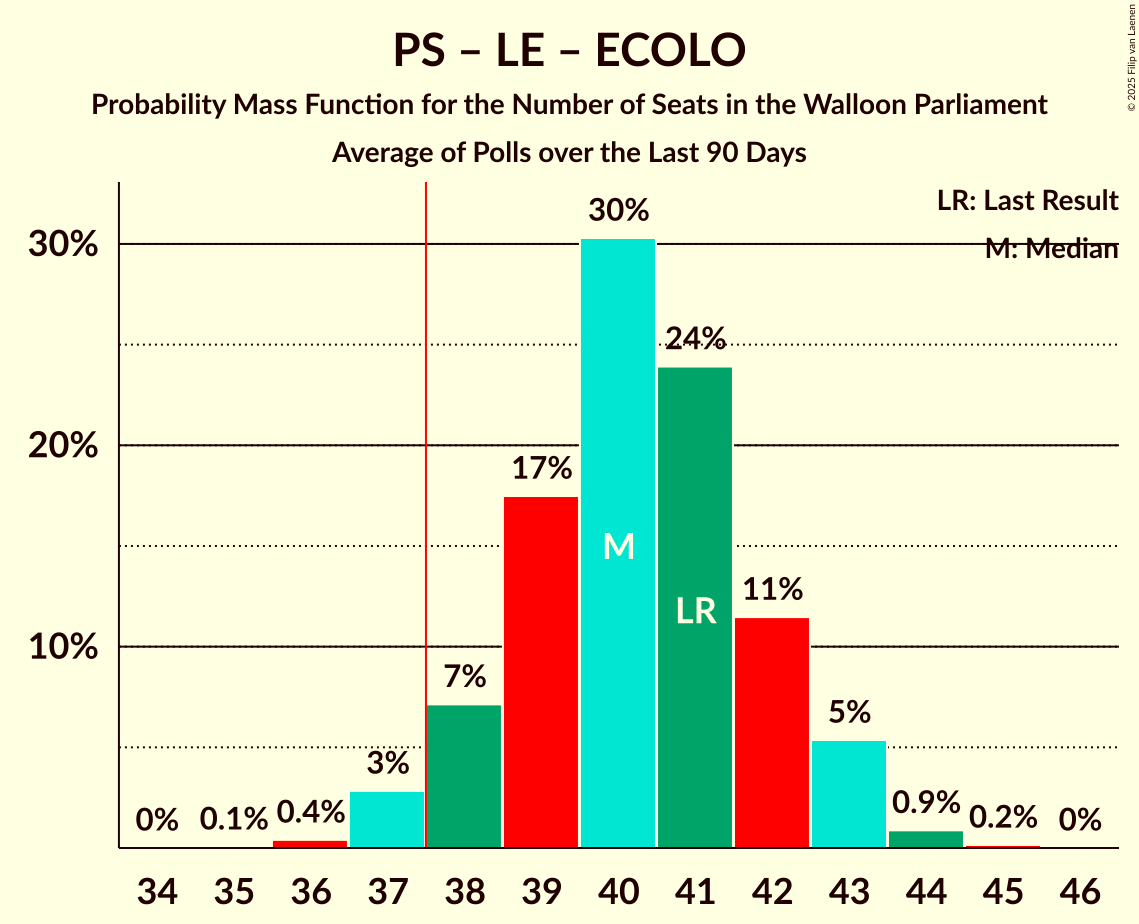 PS – LE – ECOLO
Probability Mass Function for the Number of Seats in the Walloon Parliament
Average of Polls over the Last 90 Days
© 2025 Filip van Laenen
LR: Last Result
M: Median
30%
20%
10%
0%
0.1%
0.4%
3%
7%
17%
30%
24%
11%
5%
0.9%
0.2%
0%
M
LR
34 35 36 37 38 39 40 41 42 43 44 45 46